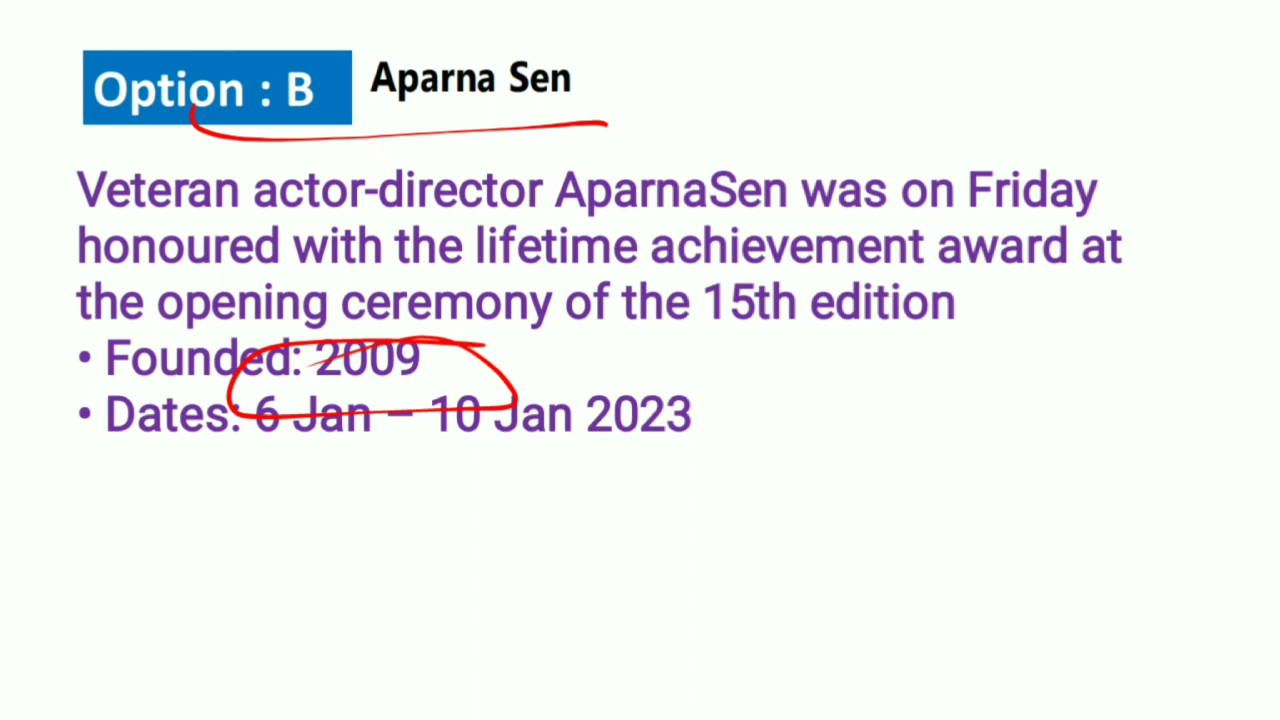 Option : B Aparna Sen
Veteran actor-director AparnaSen was on Friday
honoured with the lifetime achievement award at
the opening ceremony of the 15th edition
• Founded: 2009
• Dates: 6 Jan – 10 Jan 2023